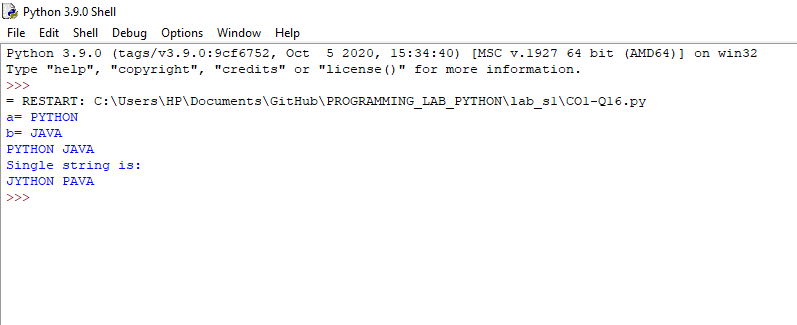 Python 3.9.0 Shell
File Edit Shell Debug Options Window Help
Python 3.9.0 (tags/v3.9.0:9cf6752, Oct  5 2020, 15:34:40) [MSC v.1927 64 bit (AMD64)] on win32
Type "help", "copyright", "credits" or "license()" for more information.
>>>
= RESTART: C:\Users\HP\Documents\GitHub\PROGRAMMING_LAB_PYTHON\lab_s1\CO1-Q16.py
a= PYTHON
b= JAVA
PYTHON JAVA
Single string is:
JYTHON PAVA
>>>